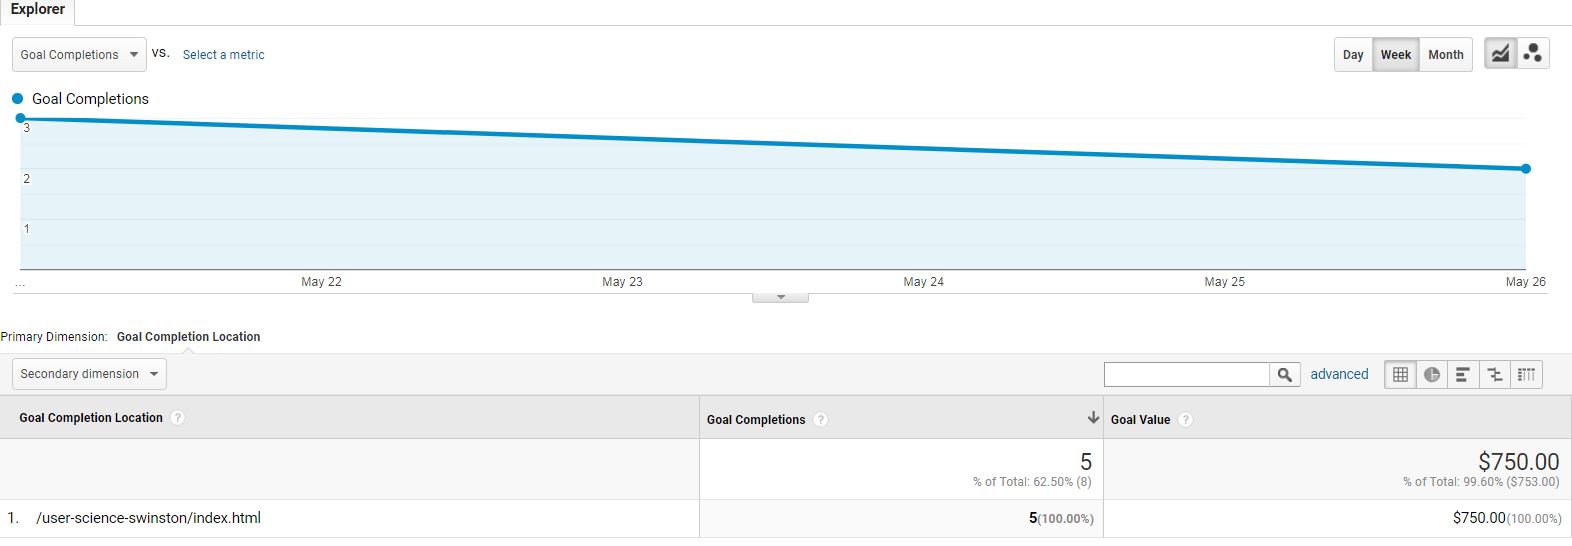 Explorer
Goal Completions vs. Select a metric Day Week Month
Goal Completions
3
2
1
... May 22 May 23 May 24 May 25 May 26
Primary Dimension: Goal Completion Location
Secondary dimension advanced
Goal Completion Location ? Goal Completions ? Goal Value ?
5 $750.00
% of Total: 62.50% (8) % of Total: 99.60% ($753.00)
1. /user-science-swinston/index.html 5(100.00%) $750.00(100.00%)